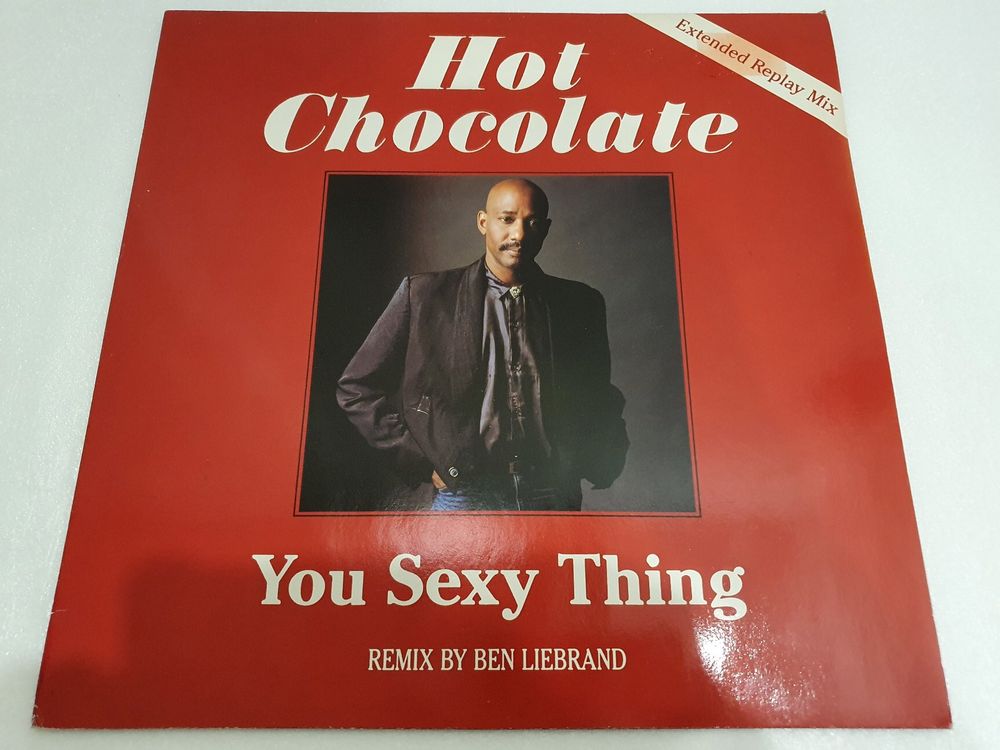 Extended Replay Mix
Hot
Chocolate
You Sexy Thing
REMIX BY BEN LIEBRAND